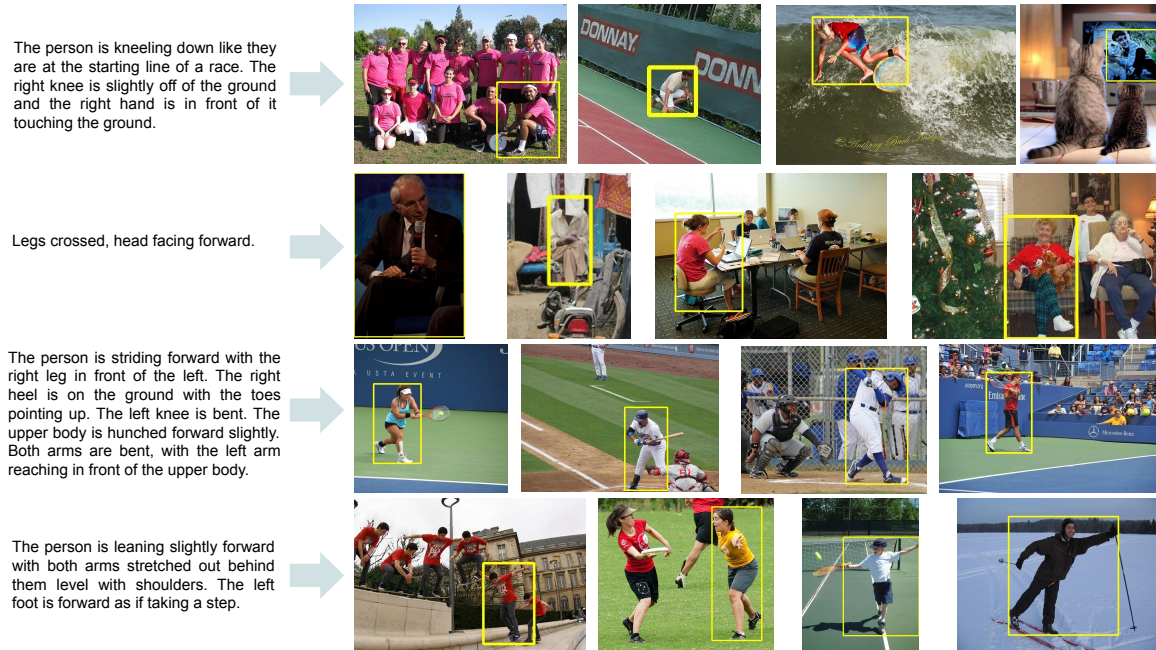 The person is kneeling down like they
are at the starting line of a race. The
right knee is slightly off of the ground
and the right hand is in front of it
touching the ground.
DONNAY.
DONN
Legs crossed, head facing forward.
The person is striding forward with the
right leg in front of the left. The right
heel is on the ground with the toes
pointing up. The left knee is bent. The
upper body is hunched forward slightly.
Both arms are bent, with the left arm
reaching in front of the upper body.
US OPEN
A USTA EVENT
Emira
Mercedes-Benz
The person is leaning slightly forward
with both arms stretched out behind
them level with shoulders. The left
foot is forward as if taking a step.